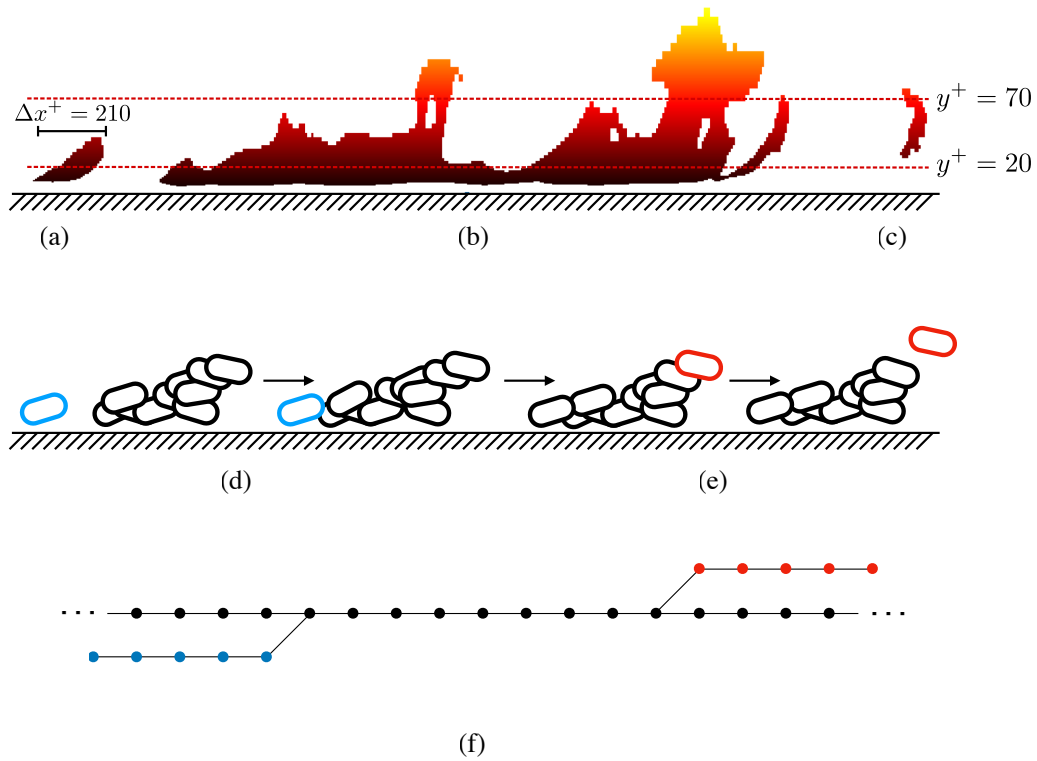 y⁺ = 70
Δx⁺ = 210
y⁺ = 20
(a) (b) (c)
(d) (e)
... ...
(f)